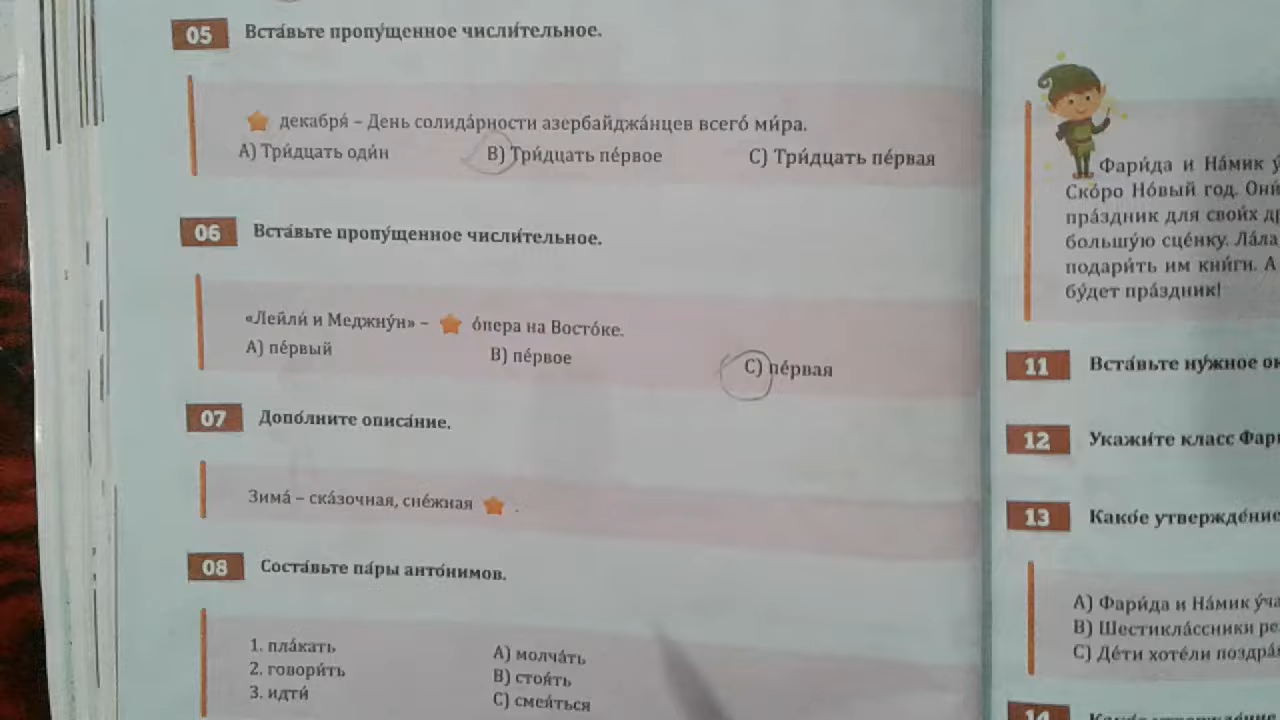 05 Вста́вьте пропу́щенное числи́тельное.
декабря́ – День солида́рности азербайджа́нцев всего́ ми́ра.
A) Три́дцать оди́н B) Три́дцать пе́рвое C) Три́дцать пе́рвая
06 Вста́вьте пропу́щенное числи́тельное.
«Лейли́ и Меджну́н» – о́пера на Восто́ке.
A) пе́рвый B) пе́рвое C) пе́рвая
07 Допо́лните описа́ние.
Зима́ – ска́зочная, сне́жная .
08 Соста́вьте па́ры анто́нимов.
1. пла́кать A) молча́ть
2. говори́ть B) стоя́ть
3. идти́ C) смея́ться
Фари́да и На́мик
Ско́ро Но́вый год.
пра́здник для свои́х
большу́ю сце́нку.
подари́ть им кни́ги. А
бу́дет пра́здник!
11 Вста́вьте ну́жное
12 Укажи́те класс
13 Како́е
A) Фари́да и На́мик
B) Шестикла́ссники
C) Де́ти хоте́ли
14